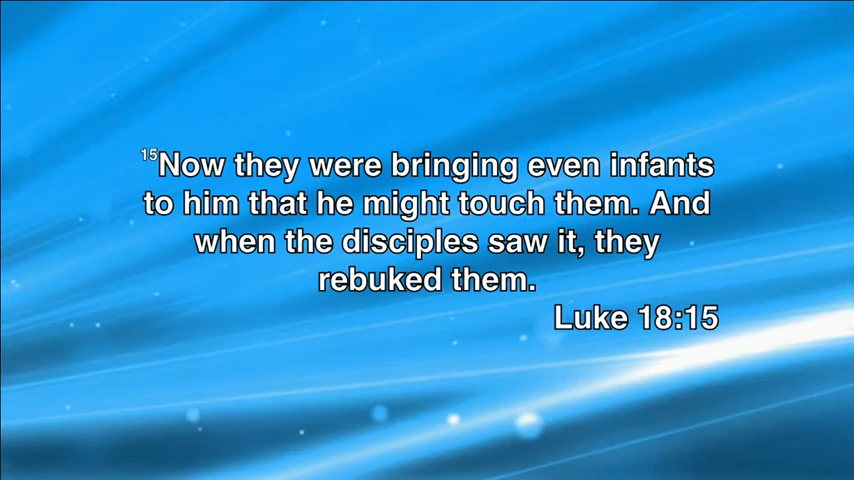 15Now they were bringing even infants
to him that he might touch them. And
when the disciples saw it, they
rebuked them.
Luke 18:15